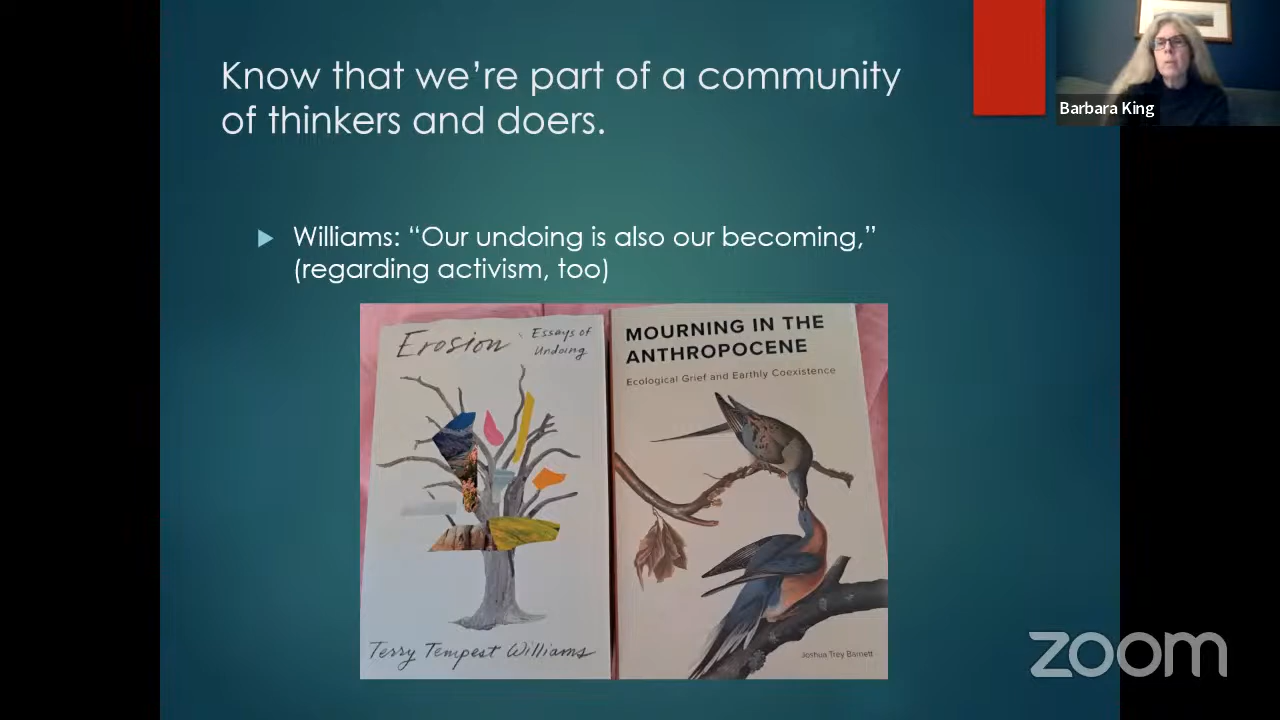 Know that we’re part of a community
of thinkers and doers.
Barbara King
Williams: “Our undoing is also our becoming,”
(regarding activism, too)
Erosion
Essays of
Undoing
Terry Tempest Williams
MOURNING IN THE
ANTHROPOCENE
Ecological Grief and Earthly Coexistence
Joshua Trey Barnett
zoom